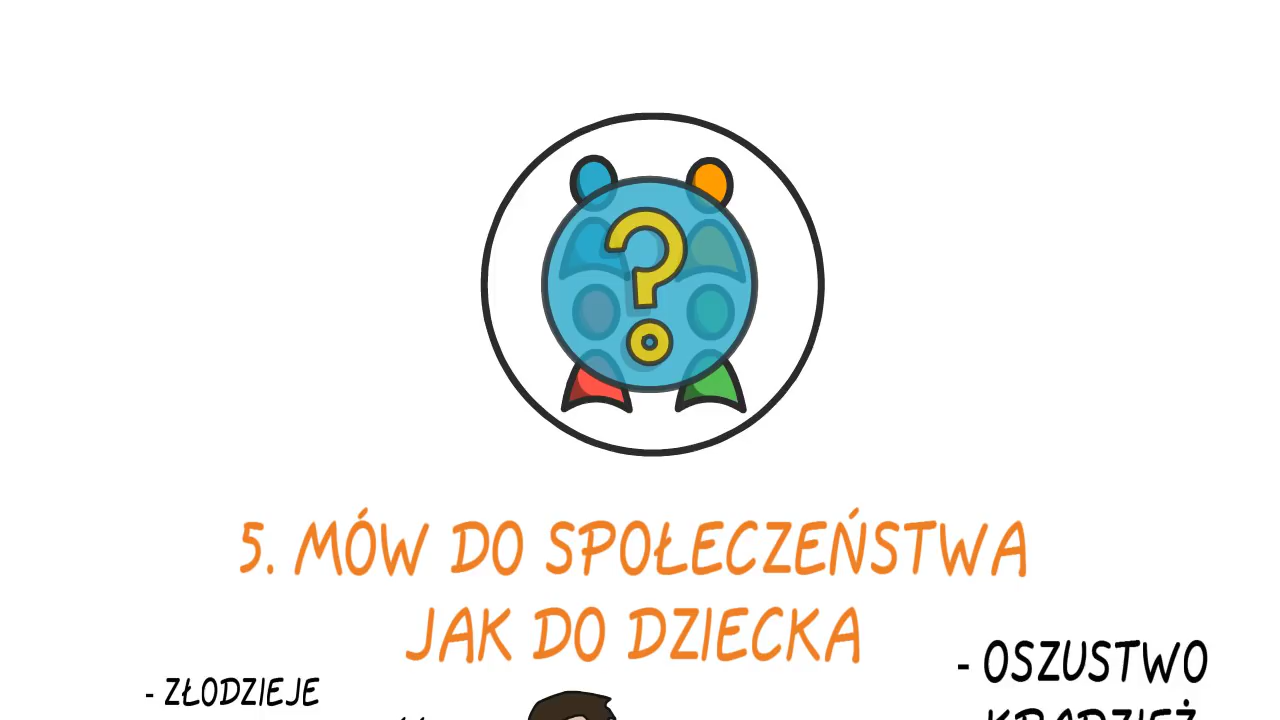 5. MÓW DO SPOŁECZEŃSTWA
JAK DO DZIECKA
- OSZUSTWO
- ZŁODZIEJE